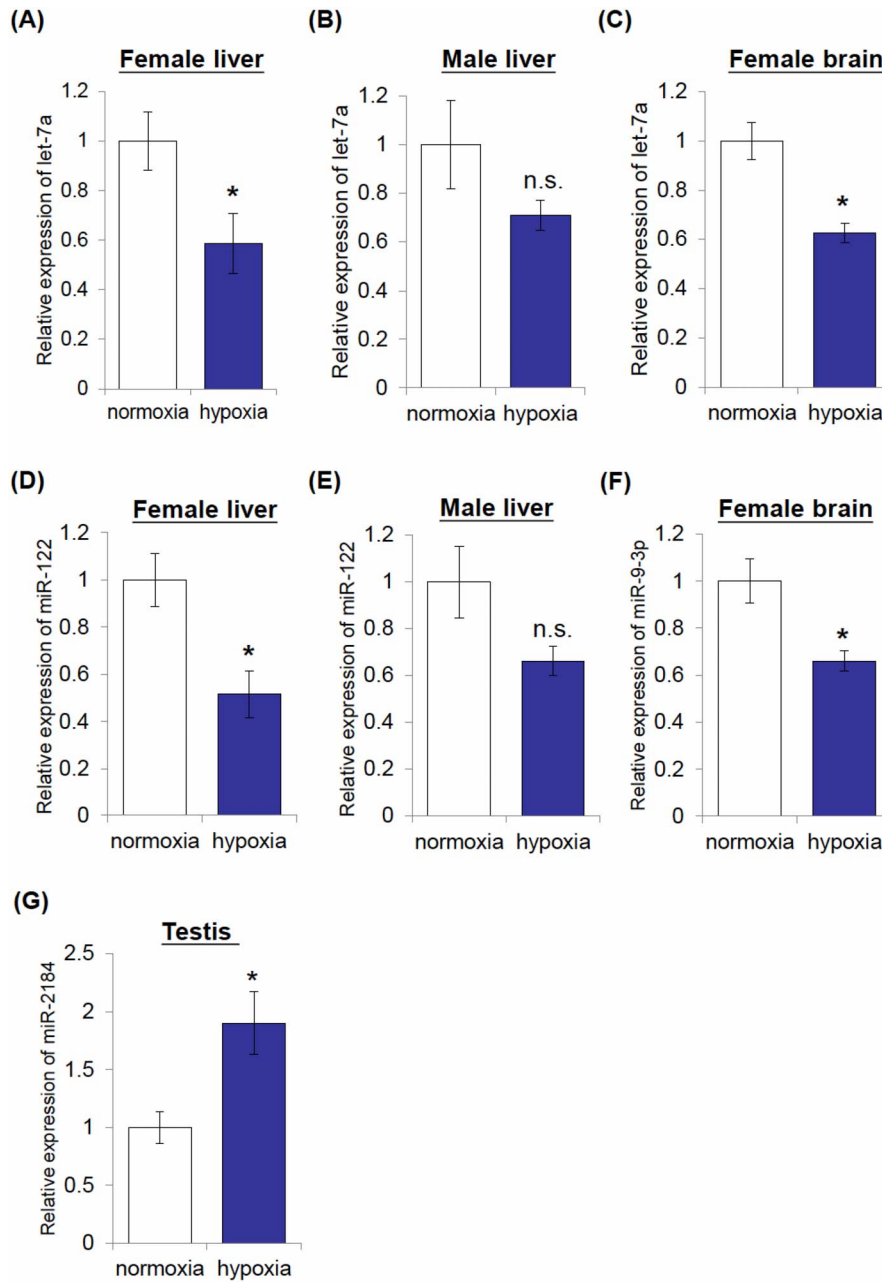 (A)
Female liver
Relative expression of let-7a
1.2
1
0.8
0.6
0.4
0.2
0
*
normoxia hypoxia
(B)
Male liver
Relative expression of let-7a
1.2
1
0.8
0.6
0.4
0.2
0
n.s.
normoxia hypoxia
(C)
Female brain
Relative expression of let-7a
1.2
1
0.8
0.6
0.4
0.2
0
*
normoxia hypoxia
(D)
Female liver
Relative expression of miR-122
1.2
1
0.8
0.6
0.4
0.2
0
*
normoxia hypoxia
(E)
Male liver
Relative expression of miR-122
1.2
1
0.8
0.6
0.4
0.2
0
n.s.
normoxia hypoxia
(F)
Female brain
Relative expression of miR-9-3p
1.2
1
0.8
0.6
0.4
0.2
0
*
normoxia hypoxia
(G)
Testis
Relative expression of miR-2184
2.5
2
1.5
1
0.5
0
*
normoxia hypoxia